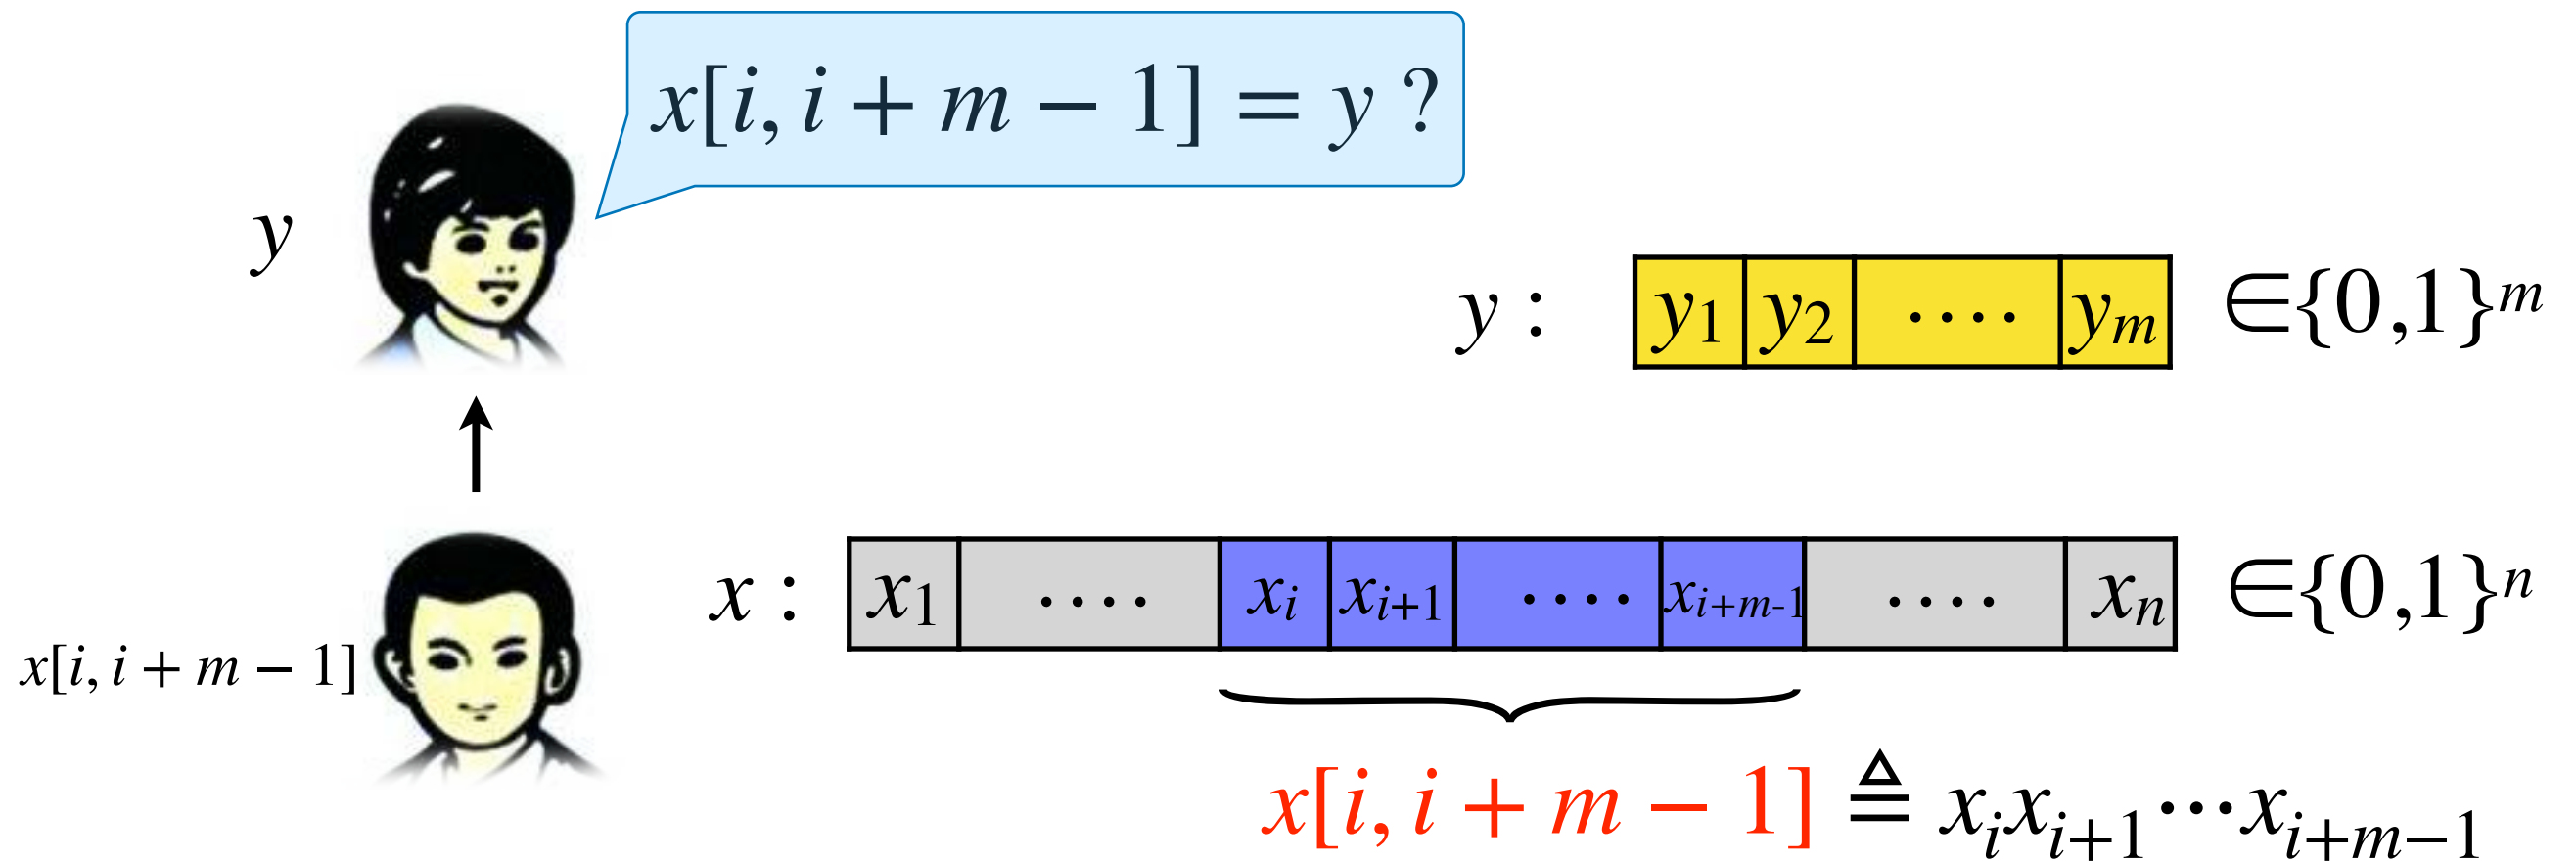 x[i, i + m − 1] = y ?
y
y : y₁ y₂ ···· yₘ ∈{0,1}ᵐ
x : x₁ ···· xᵢ xᵢ₊₁ ···· xᵢ₊ₘ₋₁ ···· xₙ ∈{0,1}ⁿ
x[i, i + m − 1]
x[i, i + m − 1] ≜ xᵢxᵢ₊₁···xᵢ₊ₘ₋₁